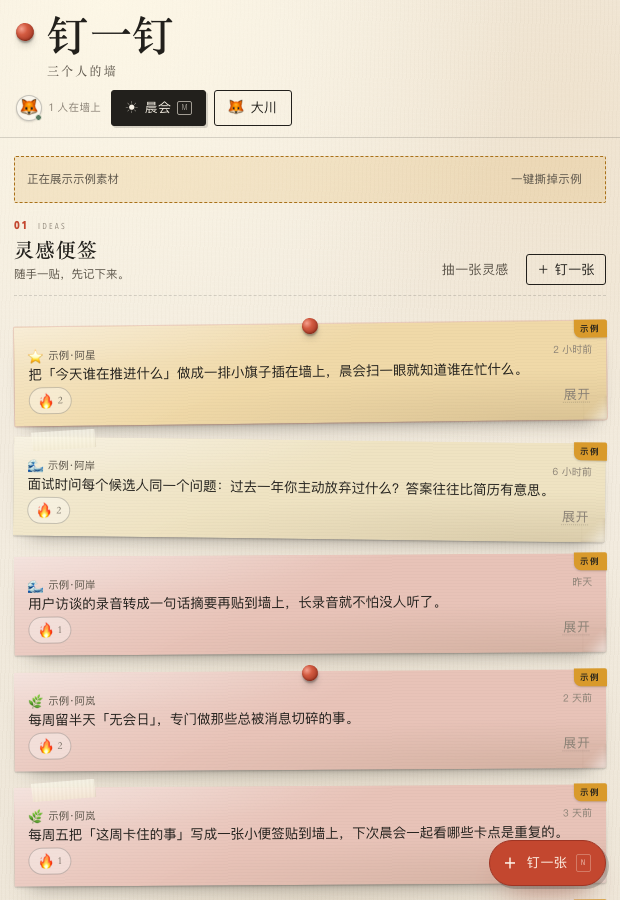 钉一钉
三个人的墙
1 人在墙上
晨会 M
大川
正在展示示例素材
一键撕掉示例
01 IDEAS
灵感便签
随手一贴，先记下来。
抽一张灵感
+ 钉一张
示例
示例·阿星
2 小时前
把「今天谁在推进什么」做成一排小旗子插在墙上，晨会扫一眼就知道谁在忙什么。
2
展开
示例
示例·阿岸
6 小时前
面试时问每个候选人同一个问题：过去一年你主动放弃过什么？答案往往比简历有意思。
2
展开
示例
示例·阿岸
昨天
用户访谈的录音转成一句话摘要再贴到墙上，长录音就不怕没人听了。
1
展开
示例
示例·阿岚
2 天前
每周留半天「无会日」，专门做那些总被消息切碎的事。
2
展开
示例
示例·阿岚
3 天前
每周五把「这周卡住的事」写成一张小便签贴到墙上，下次晨会一起看哪些卡点是重复的。
1
+ 钉一张 N